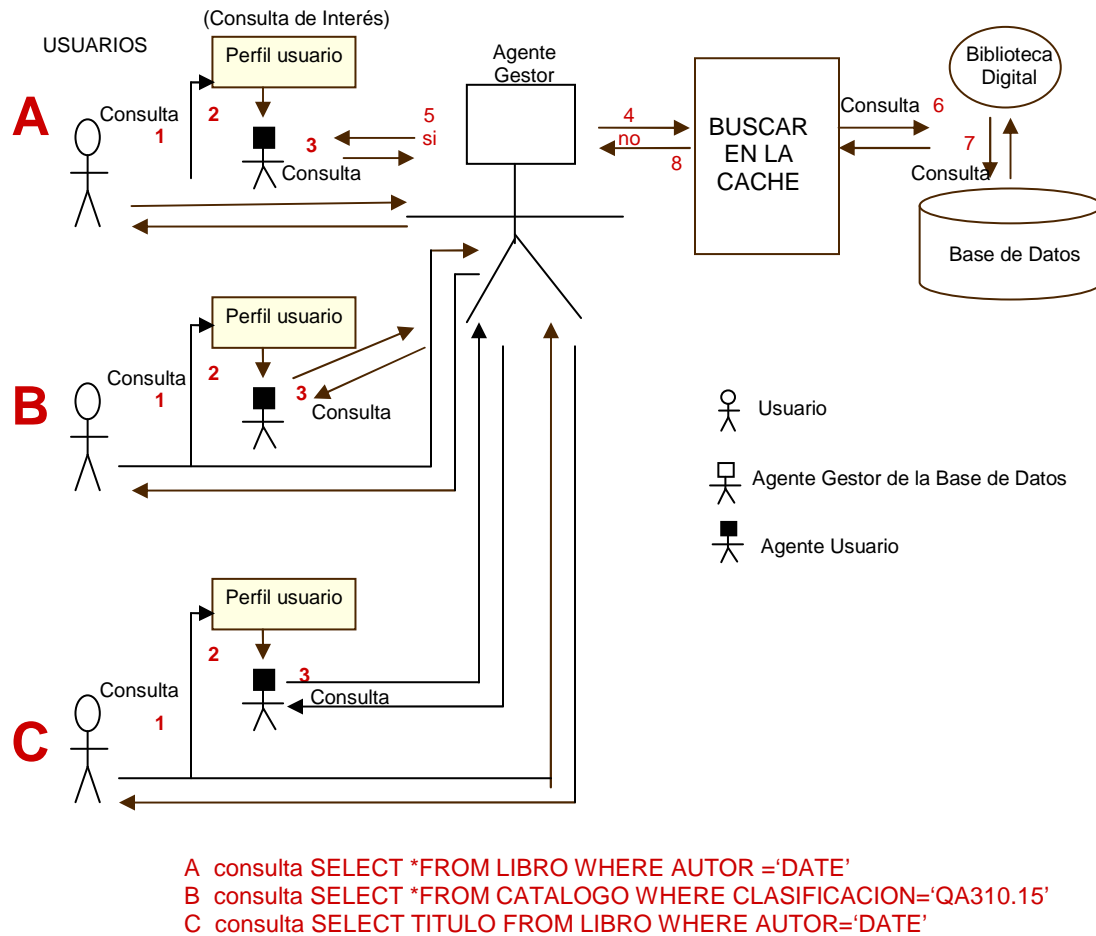 (Consulta de Interés)
USUARIOS
Perfil usuario
Agente
Gestor
Biblioteca
Digital
A
Consulta
1
2
3
Consulta
5
si
4
no
8
BUSCAR
EN LA
CACHE
Consulta 6
7
Consulta
Base de Datos
Perfil usuario
B
Consulta
1
2
3
Consulta
Usuario
Agente Gestor de la Base de Datos
Agente Usuario
Perfil usuario
C
Consulta
1
2
3
Consulta
A consulta SELECT *FROM LIBRO WHERE AUTOR =‘DATE’
B consulta SELECT *FROM CATALOGO WHERE CLASIFICACION=‘QA310.15’
C consulta SELECT TITULO FROM LIBRO WHERE AUTOR=‘DATE’